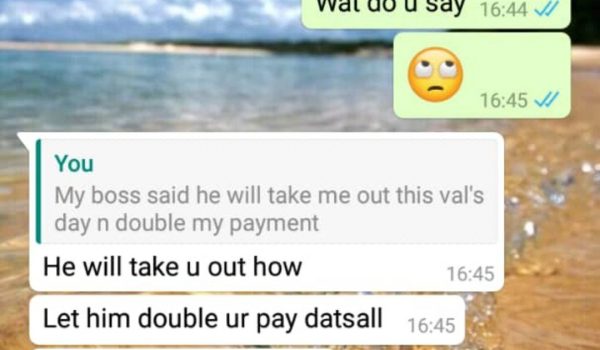 Wat do u say 16:44
16:45
You
My boss said he will take me out this val's
day n double my payment
He will take u out how
16:45
Let him double ur pay datsall 16:45